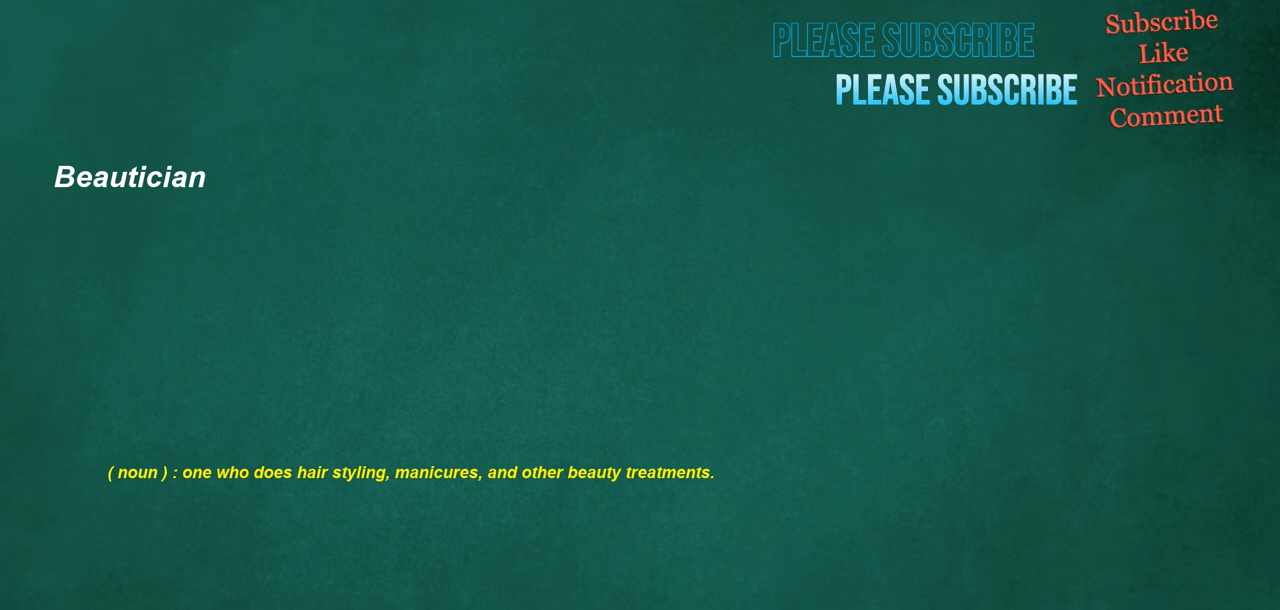 PLEASE SUBSCRIBE
PLEASE SUBSCRIBE
Subscribe
Like
Notification
Comment
Beautician
( noun ) : one who does hair styling, manicures, and other beauty treatments.